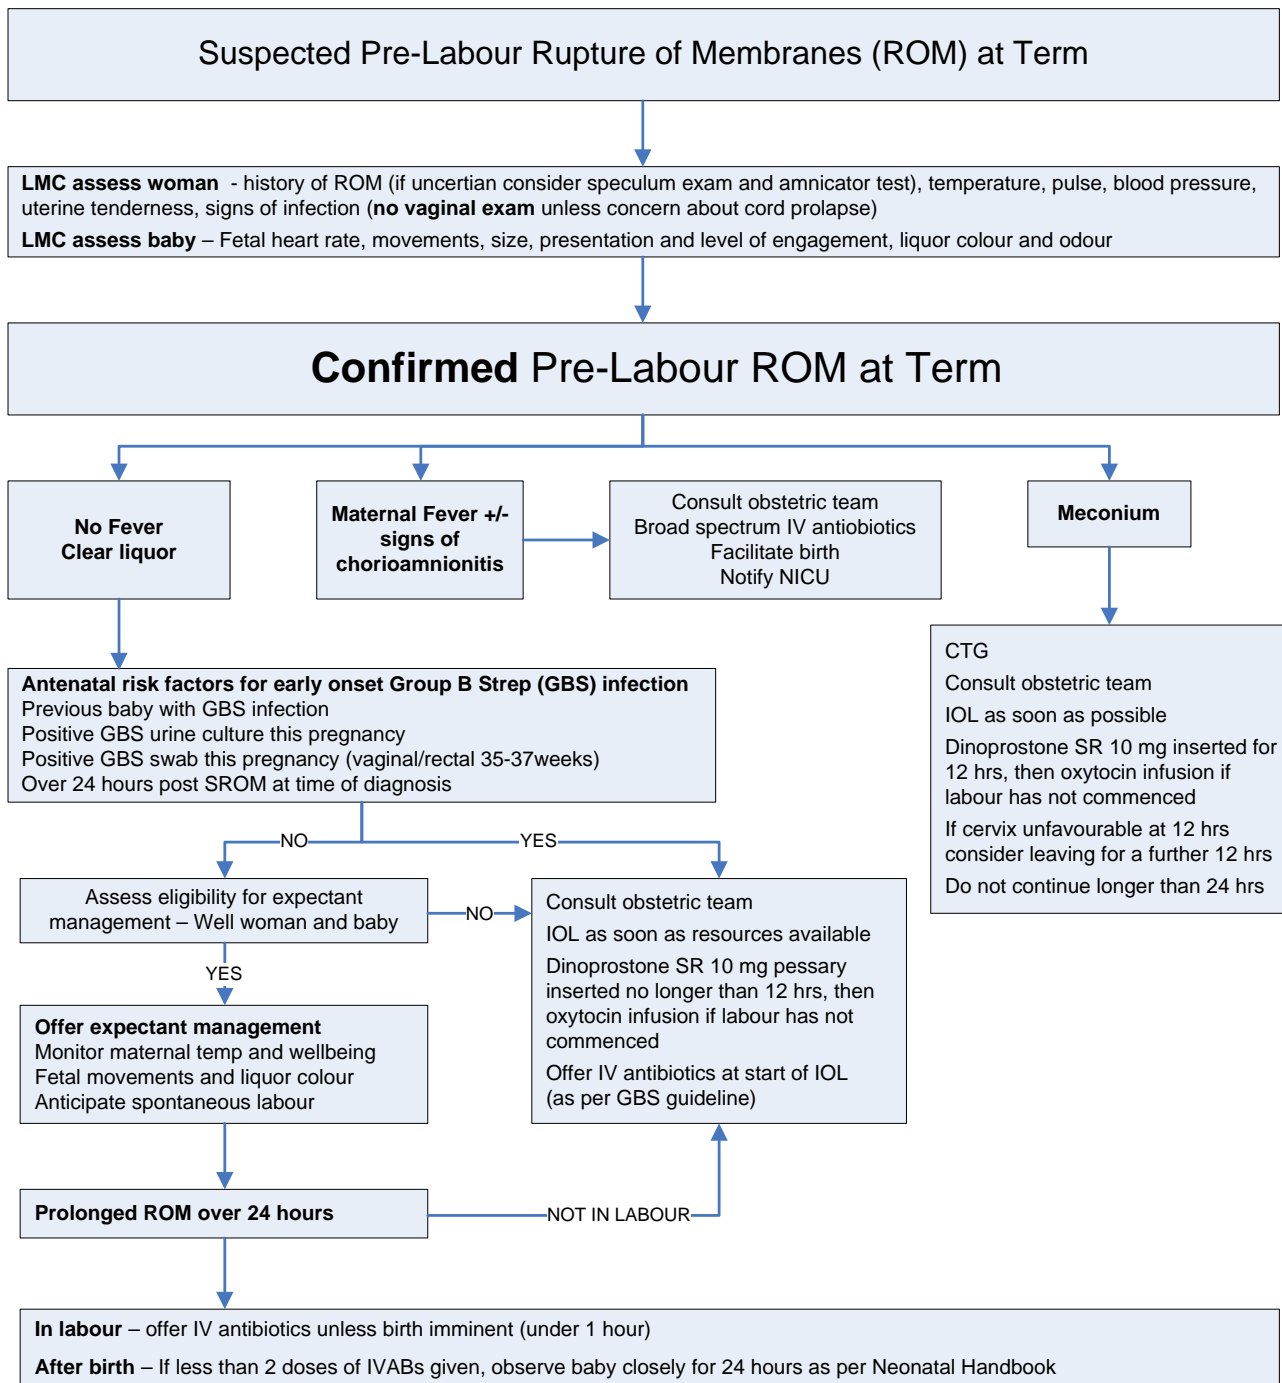 Suspected Pre-Labour Rupture of Membranes (ROM) at Term
LMC assess woman - history of ROM (if uncertian consider speculum exam and amnicator test), temperature, pulse, blood pressure,
uterine tenderness, signs of infection (no vaginal exam unless concern about cord prolapse)
LMC assess baby – Fetal heart rate, movements, size, presentation and level of engagement, liquor colour and odour
Confirmed Pre-Labour ROM at Term
No Fever
Clear liquor
Maternal Fever +/-
signs of
chorioamnionitis
Consult obstetric team
Broad spectrum IV antiobiotics
Facilitate birth
Notify NICU
Meconium
CTG
Consult obstetric team
IOL as soon as possible
Dinoprostone SR 10 mg inserted for
12 hrs, then oxytocin infusion if
labour has not commenced
If cervix unfavourable at 12 hrs
consider leaving for a further 12 hrs
Do not continue longer than 24 hrs
Antenatal risk factors for early onset Group B Strep (GBS) infection
Previous baby with GBS infection
Positive GBS urine culture this pregnancy
Positive GBS swab this pregnancy (vaginal/rectal 35-37weeks)
Over 24 hours post SROM at time of diagnosis
NO
YES
Assess eligibility for expectant
management – Well woman and baby
NO
Consult obstetric team
IOL as soon as resources available
Dinoprostone SR 10 mg pessary
inserted no longer than 12 hrs, then
oxytocin infusion if labour has not
commenced
Offer IV antibiotics at start of IOL
(as per GBS guideline)
YES
Offer expectant management
Monitor maternal temp and wellbeing
Fetal movements and liquor colour
Anticipate spontaneous labour
Prolonged ROM over 24 hours
NOT IN LABOUR
In labour – offer IV antibiotics unless birth imminent (under 1 hour)
After birth – If less than 2 doses of IVABs given, observe baby closely for 24 hours as per Neonatal Handbook